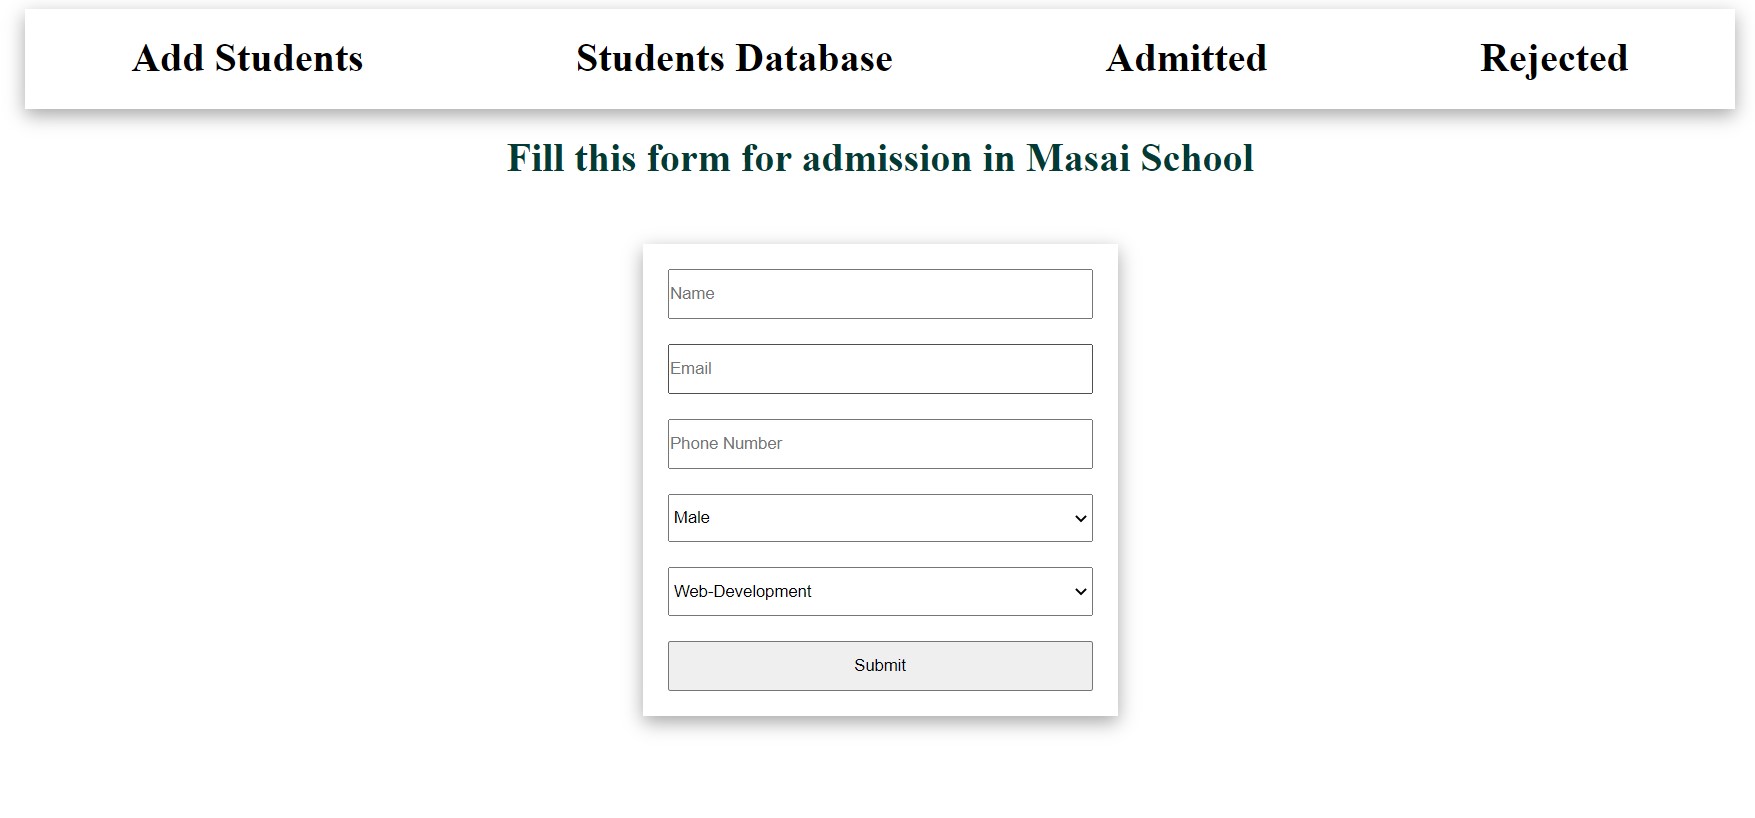 Add Students Students Database Admitted Rejected
Fill this form for admission in Masai School
Name
Email
Phone Number
Male
Web-Development
Submit